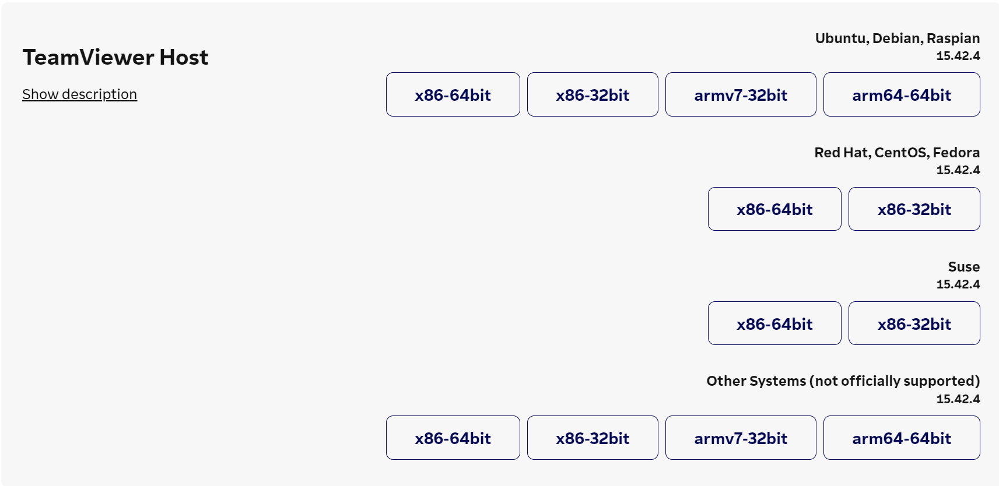 TeamViewer Host
Show description
Ubuntu, Debian, Raspian
15.42.4
x86-64bit x86-32bit armv7-32bit arm64-64bit
Red Hat, CentOS, Fedora
15.42.4
x86-64bit x86-32bit
Suse
15.42.4
x86-64bit x86-32bit
Other Systems (not officially supported)
15.42.4
x86-64bit x86-32bit armv7-32bit arm64-64bit